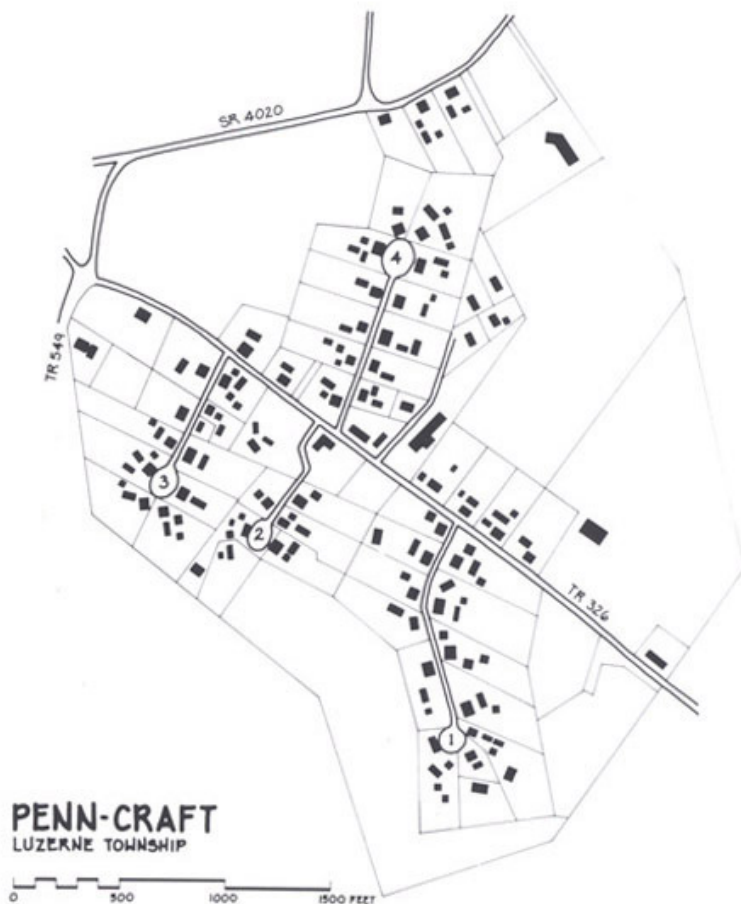 SR 4020
4
TR 549
3
2
TR 326
1
PENN-CRAFT
LUZERNE TOWNSHIP
0 500 1000 1500 FEET